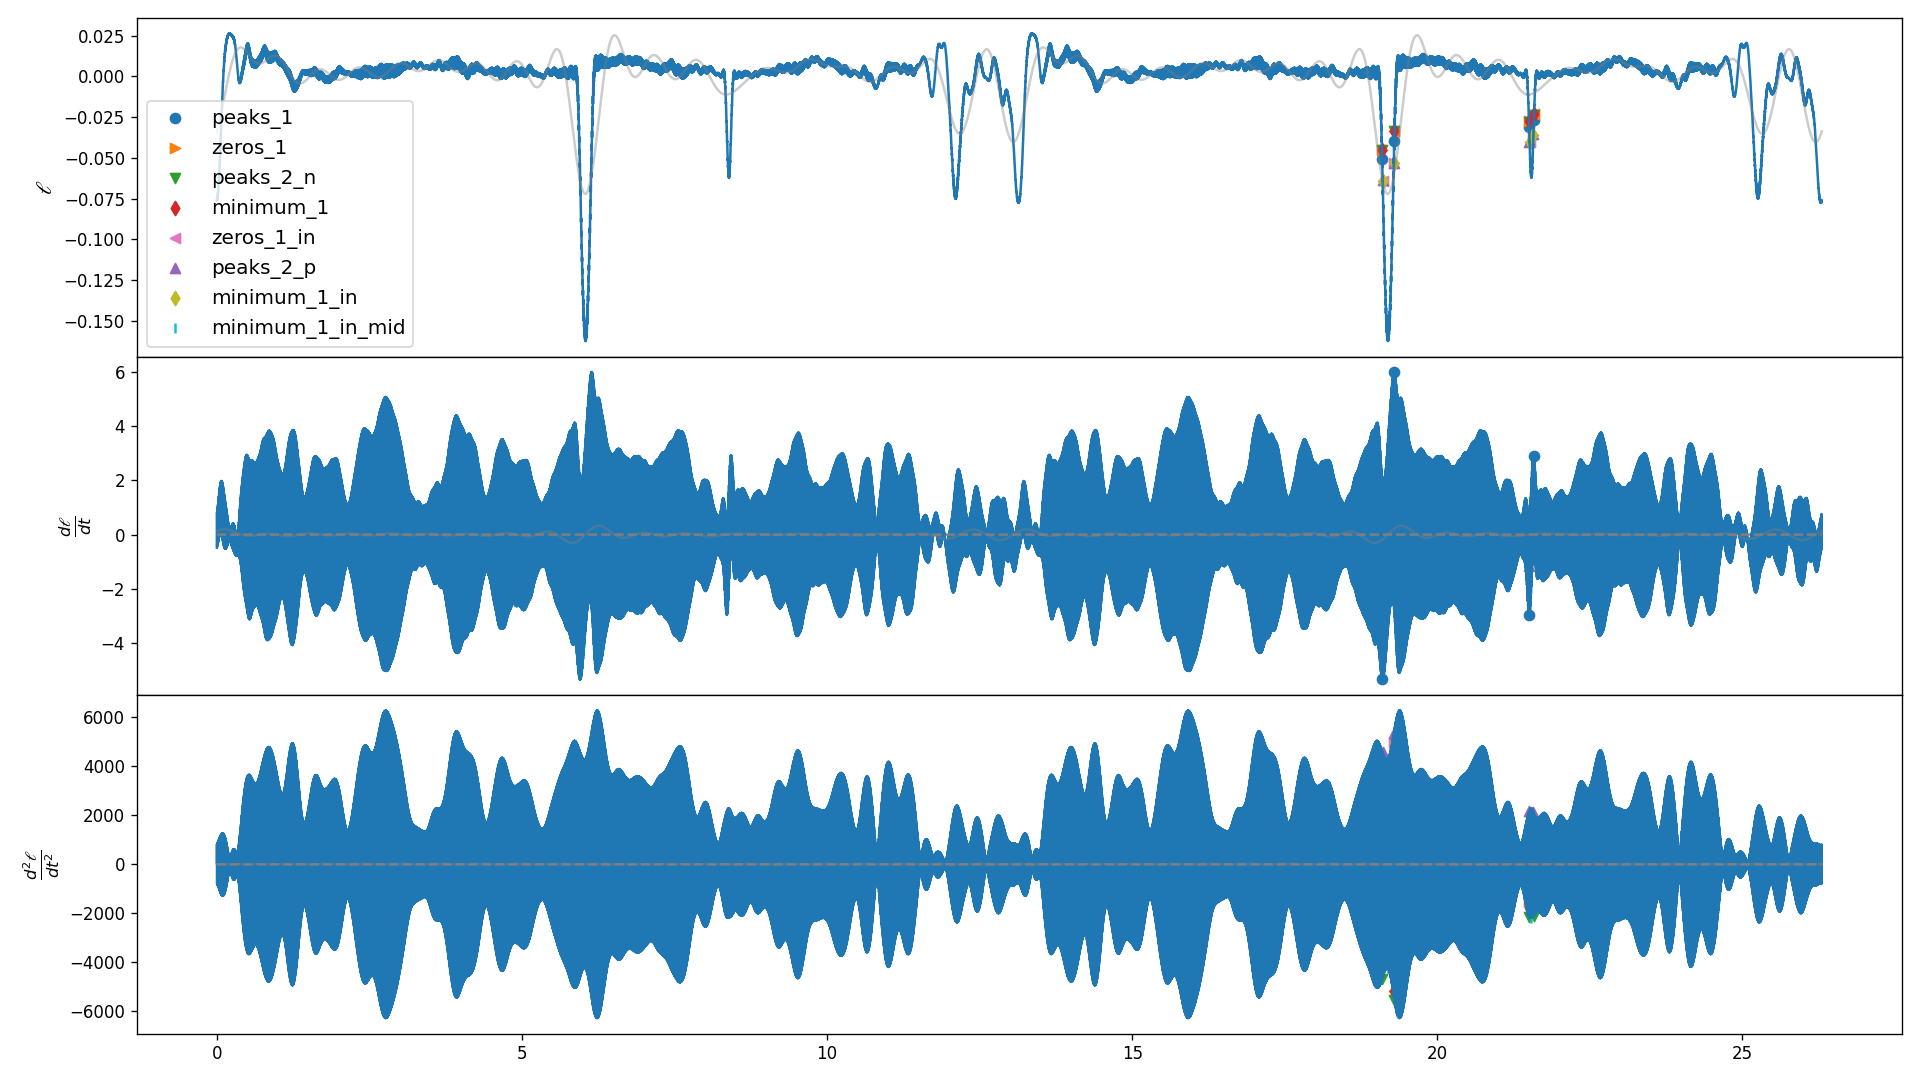 0.025
0.000
−0.025
−0.050
−0.075
−0.100
−0.125
−0.150
ℓ
peaks_1
zeros_1
peaks_2_n
minimum_1
zeros_1_in
peaks_2_p
minimum_1_in
minimum_1_in_mid
6
4
2
0
−2
−4
dℓ
dt
6000
4000
2000
0
−2000
−4000
−6000
d²ℓ
dt²
0 5 10 15 20 25